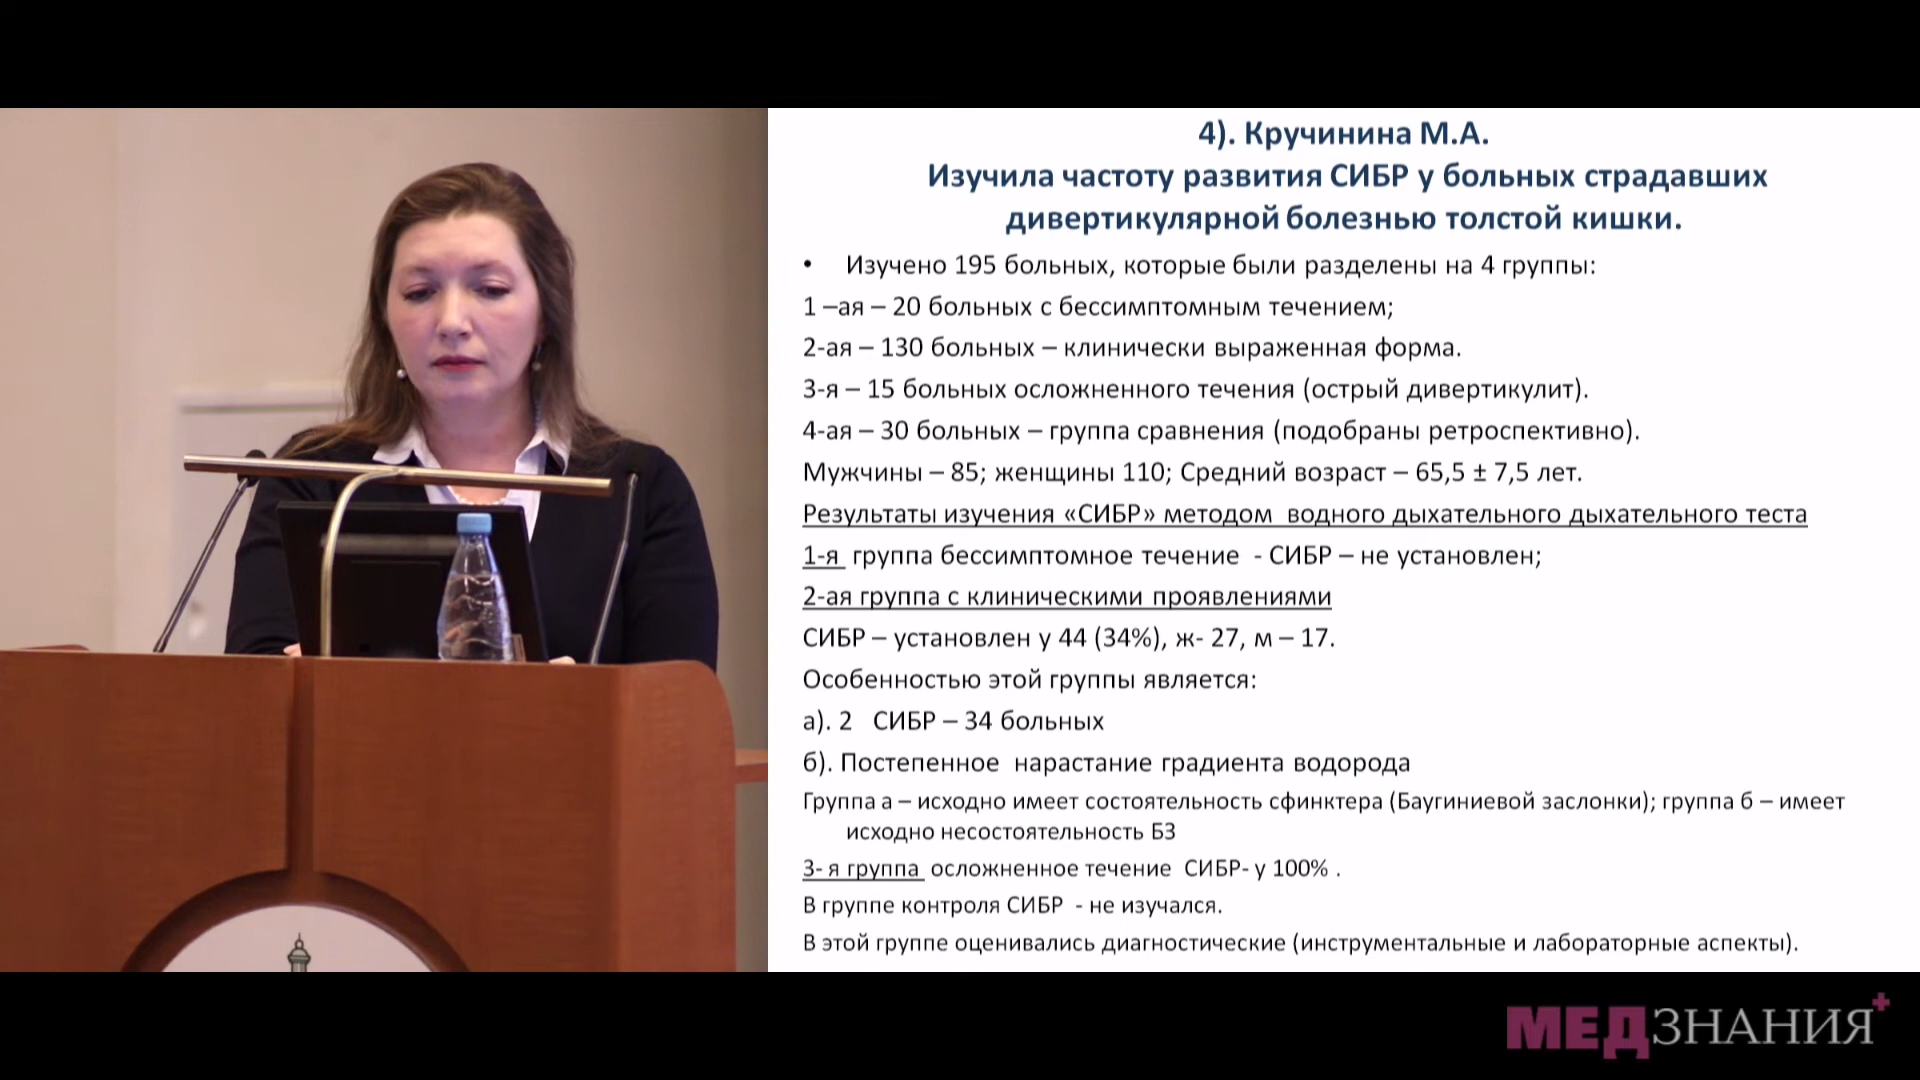 4). Кручинина М.А.
Изучила частоту развития СИБР у больных страдавших
дивертикулярной болезнью толстой кишки.
• Изучено 195 больных, которые были разделены на 4 группы:
1 –ая – 20 больных с бессимптомным течением;
2-ая – 130 больных – клинически выраженная форма.
3-я – 15 больных осложненного течения (острый дивертикулит).
4-ая – 30 больных – группа сравнения (подобраны ретроспективно).
Мужчины – 85; женщины 110; Средний возраст – 65,5 ± 7,5 лет.
Результаты изучения «СИБР» методом водного дыхательного дыхательного теста
1-я группа бессимптомное течение - СИБР – не установлен;
2-ая группа с клиническими проявлениями
СИБР – установлен у 44 (34%), ж- 27, м – 17.
Особенностью этой группы является:
а). 2 СИБР – 34 больных
б). Постепенное нарастание градиента водорода
Группа а – исходно имеет состоятельность сфинктера (Баугиниевой заслонки); группа б – имеет
исходно несостоятельность БЗ
3- я группа осложненное течение СИБР- у 100% .
В группе контроля СИБР - не изучался.
В этой группе оценивались диагностические (инструментальные и лабораторные аспекты).
МЕДЗНАНИЯ+